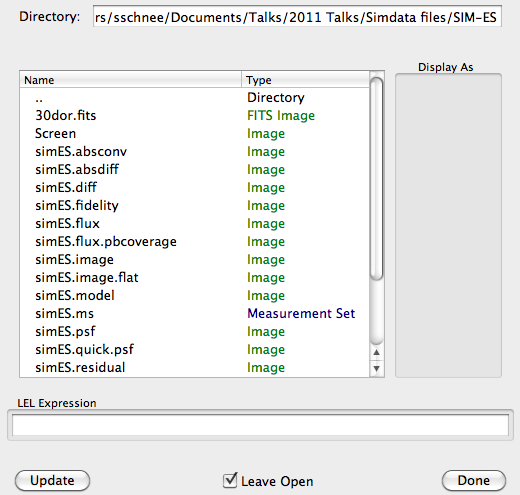 Directory: rs/sschnee/Documents/Talks/2011 Talks/Simdata files/SIM-ES
Display As
Name Type
.. Directory
30dor.fits FITS Image
Screen Image
simES.absconv Image
simES.absdiff Image
simES.diff Image
simES.fidelity Image
simES.flux Image
simES.flux.pbcoverage Image
simES.image Image
simES.image.flat Image
simES.model Image
simES.ms Measurement Set
simES.psf Image
simES.quick.psf Image
simES.residual Image
LEL Expression
Update Leave Open Done